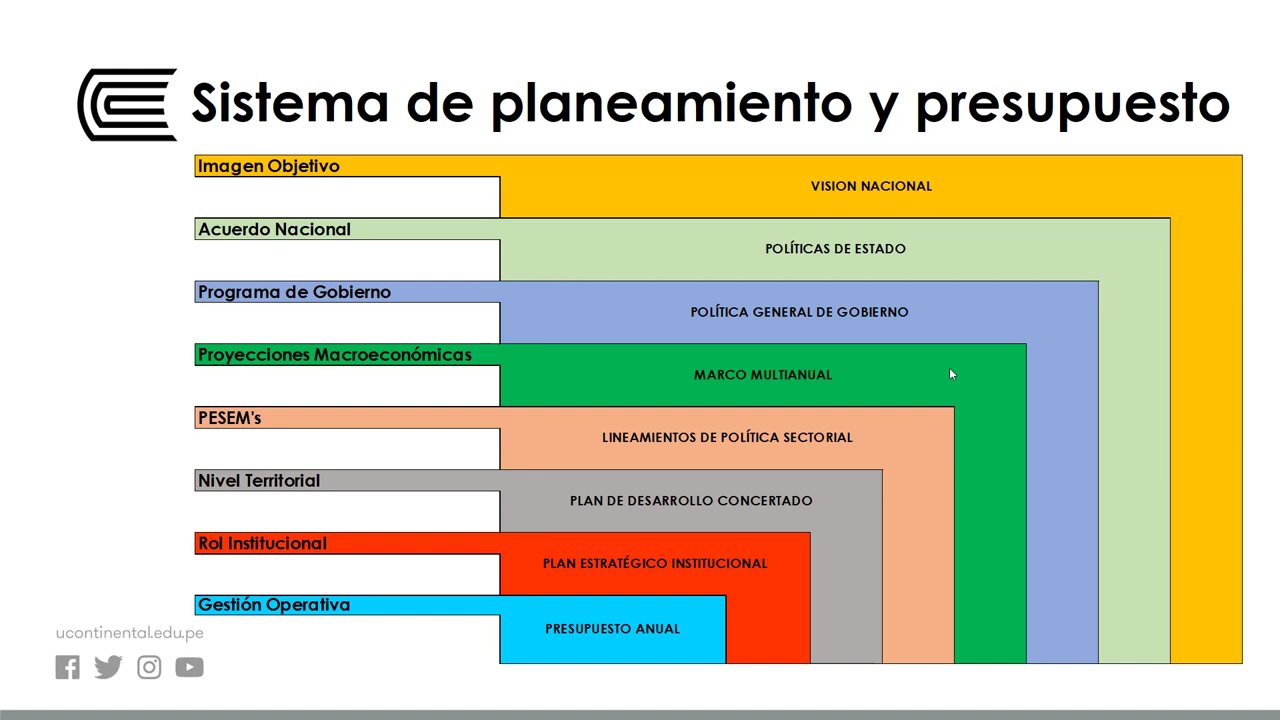 Sistema de planeamiento y presupuesto
Imagen Objetivo
VISION NACIONAL
Acuerdo Nacional
POLÍTICAS DE ESTADO
Programa de Gobierno
POLÍTICA GENERAL DE GOBIERNO
Proyecciones Macroeconómicas
MARCO MULTIANUAL
PESEM's
LINEAMIENTOS DE POLÍTICA SECTORIAL
Nivel Territorial
PLAN DE DESARROLLO CONCERTADO
Rol Institucional
PLAN ESTRATÉGICO INSTITUCIONAL
Gestión Operativa
PRESUPUESTO ANUAL
ucontinental.edu.pe